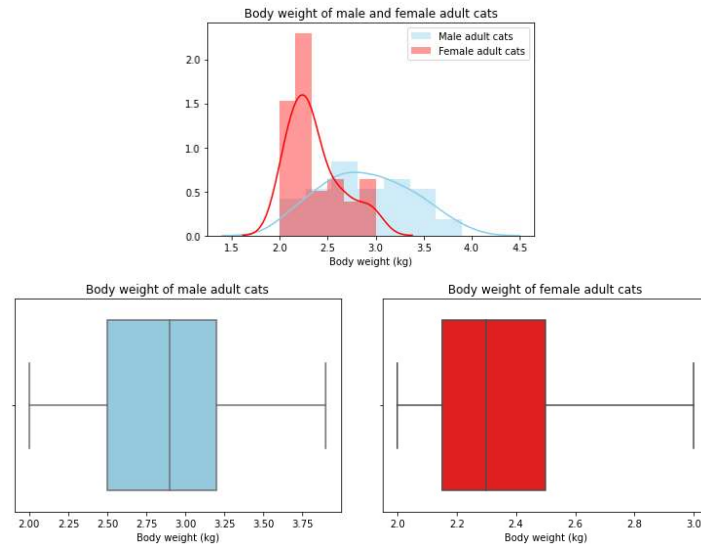 Body weight of male and female adult cats
Male adult cats
Female adult cats
2.0
1.5
1.0
0.5
0.0
1.5 2.0 2.5 3.0 3.5 4.0 4.5
Body weight (kg)
Body weight of male adult cats
2.00 2.25 2.50 2.75 3.00 3.25 3.50 3.75
Body weight (kg)
Body weight of female adult cats
2.0 2.2 2.4 2.6 2.8 3.0
Body weight (kg)